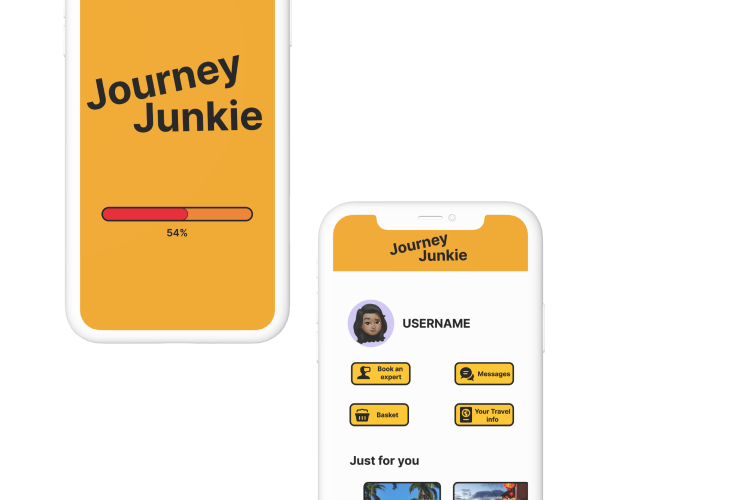 Journey
Junkie
54%
Journey
Junkie
USERNAME
Book an
expert
Messages
Basket
Your Travel
info
Just for you